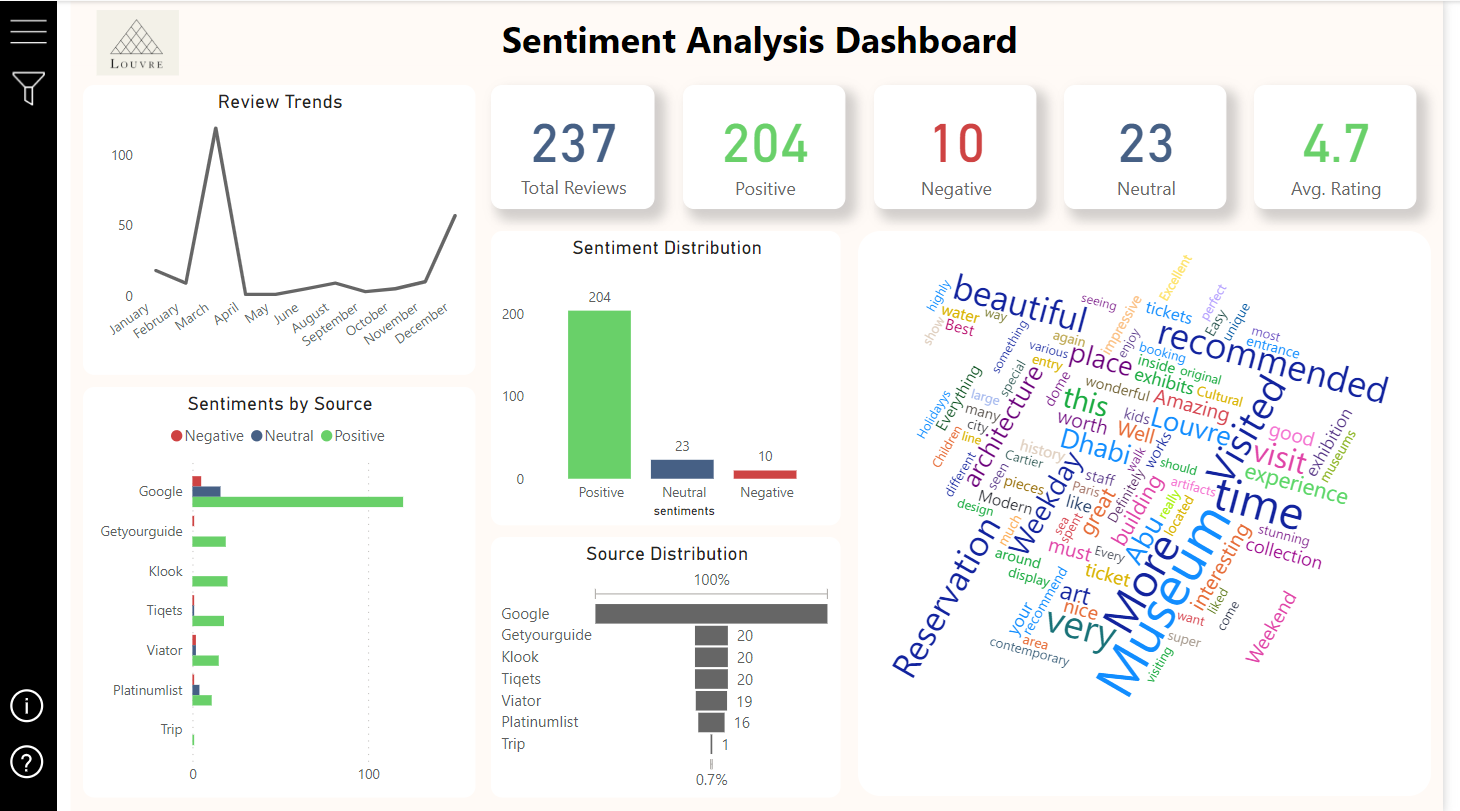 LOUVRE
Sentiment Analysis Dashboard
Review Trends
100
50
0
January
February
March
April
May
June
August
September
October
November
December
237
Total Reviews
204
Positive
10
Negative
23
Neutral
4.7
Avg. Rating
Sentiments by Source
Negative Neutral Positive
Google
Getyourguide
Klook
Tiqets
Viator
Platinumlist
Trip
0 100
Sentiment Distribution
200
100
0
204
23
10
Positive Neutral Negative
sentiments
Source Distribution
100%
Google
Getyourguide 20
Klook 20
Tiqets 20
Viator 19
Platinumlist 16
Trip 1
0.7%
Excellent
highly
beautiful
seeing
perfect
water
way
impressive
tickets
Easy
unique
show
Best
something
again
enjoy
recommended
most
entrance
various
place
booking
entry
inside
original
special
dome
wonderful
exhibits
Cultural
Everything
architecture
this
Amazing
visited
Holidayys
large
many
worth
kids
Louvre
city
Well
good
exhibition
Children
line
history
Dhabi
works
visit
museums
Cartier
walk
should
experience
different
seen
Weekday
staff
Definitely
artifacts
pieces
Paris
building
really
time
Modern
like
great
located
design
much
sea
spent
Abu
Museum
stunning
Reservation
around
must
Every
More
interesting
collection
display
ticket
recommend
art
liked
your
nice
very
want
come
Weekend
area
super
contemporary
visiting
i
?